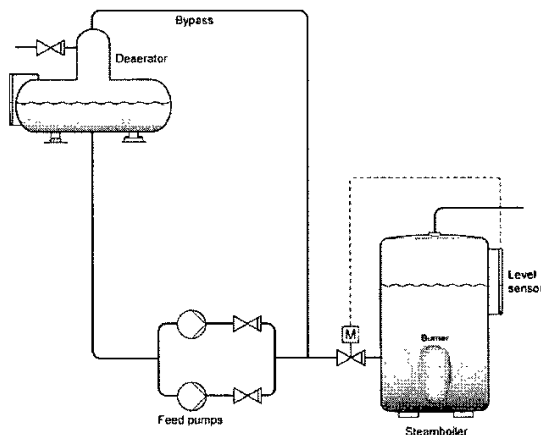 Bypass
Deaerator
Level
sensor
M
Burner
Feed pumps
Steamboiler